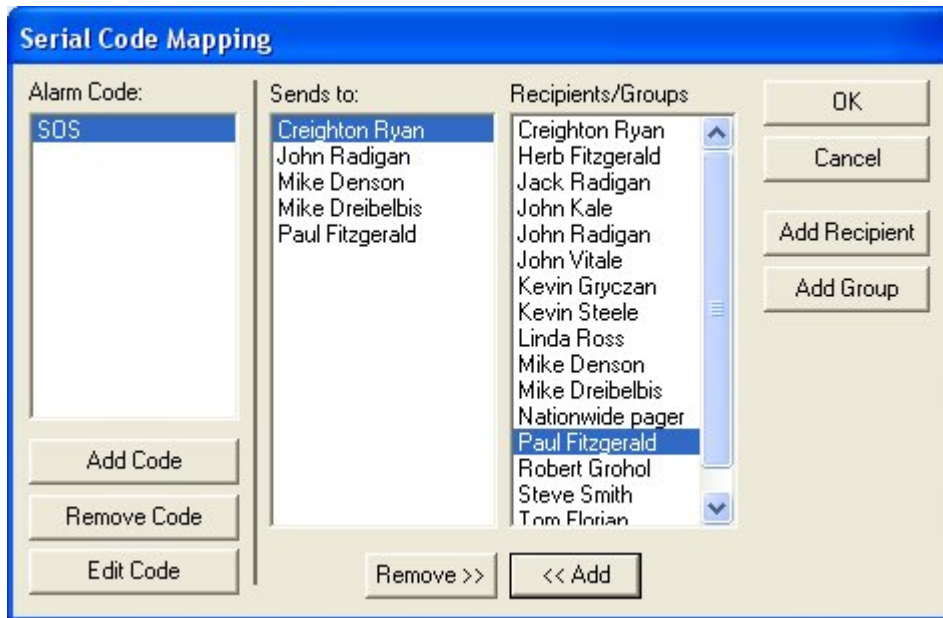 Serial Code Mapping
Alarm Code:
SOS
Add Code
Remove Code
Edit Code
Sends to:
Creighton Ryan
John Radigan
Mike Denson
Mike Dreibelbis
Paul Fitzgerald
Remove >>
Recipients/Groups
Creighton Ryan
Herb Fitzgerald
Jack Radigan
John Kale
John Radigan
John Vitale
Kevin Gryczan
Kevin Steele
Linda Ross
Mike Denson
Mike Dreibelbis
Nationwide pager
Paul Fitzgerald
Robert Grohol
Steve Smith
Tom Florian
<< Add
OK
Cancel
Add Recipient
Add Group